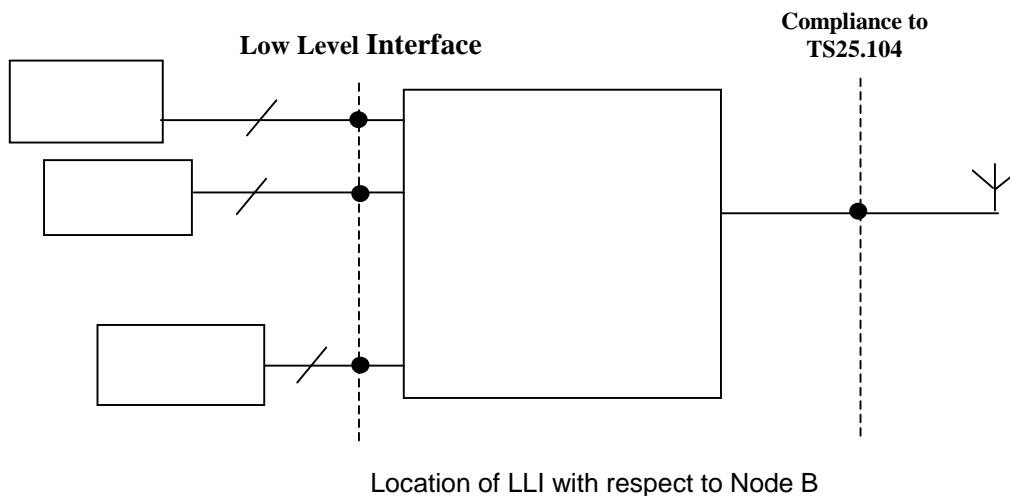 Compliance to
TS25.104
Low Level Interface
Location of LLI with respect to Node B